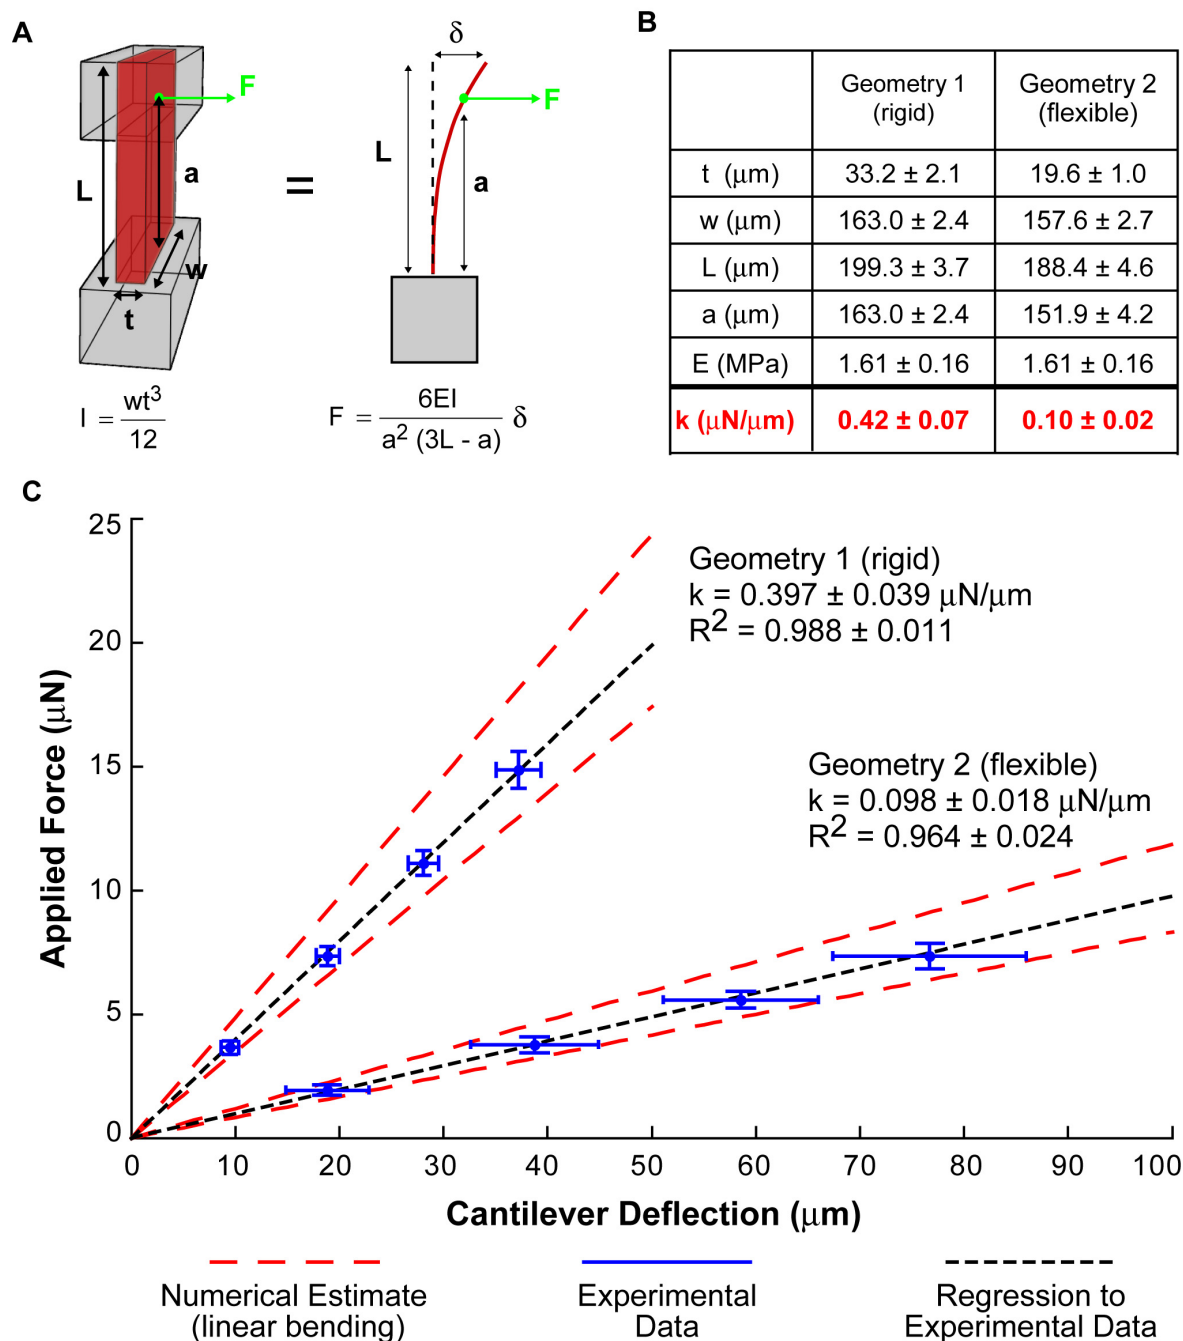 A
B
δ
F
F
L
a
L
a
w
t
=
I = wt³/12
F = 6EI / a² (3L - a) δ
Geometry 1 (rigid)
Geometry 2 (flexible)
t (μm) 33.2 ± 2.1 19.6 ± 1.0
w (μm) 163.0 ± 2.4 157.6 ± 2.7
L (μm) 199.3 ± 3.7 188.4 ± 4.6
a (μm) 163.0 ± 2.4 151.9 ± 4.2
E (MPa) 1.61 ± 0.16 1.61 ± 0.16
k (μN/μm) 0.42 ± 0.07 0.10 ± 0.02
C
25
20
15
10
5
0
Applied Force (μN)
Geometry 1 (rigid)
k = 0.397 ± 0.039 μN/μm
R² = 0.988 ± 0.011
Geometry 2 (flexible)
k = 0.098 ± 0.018 μN/μm
R² = 0.964 ± 0.024
0 10 20 30 40 50 60 70 80 90 100
Cantilever Deflection (μm)
Numerical Estimate
(linear bending)
Experimental
Data
Regression to
Experimental Data